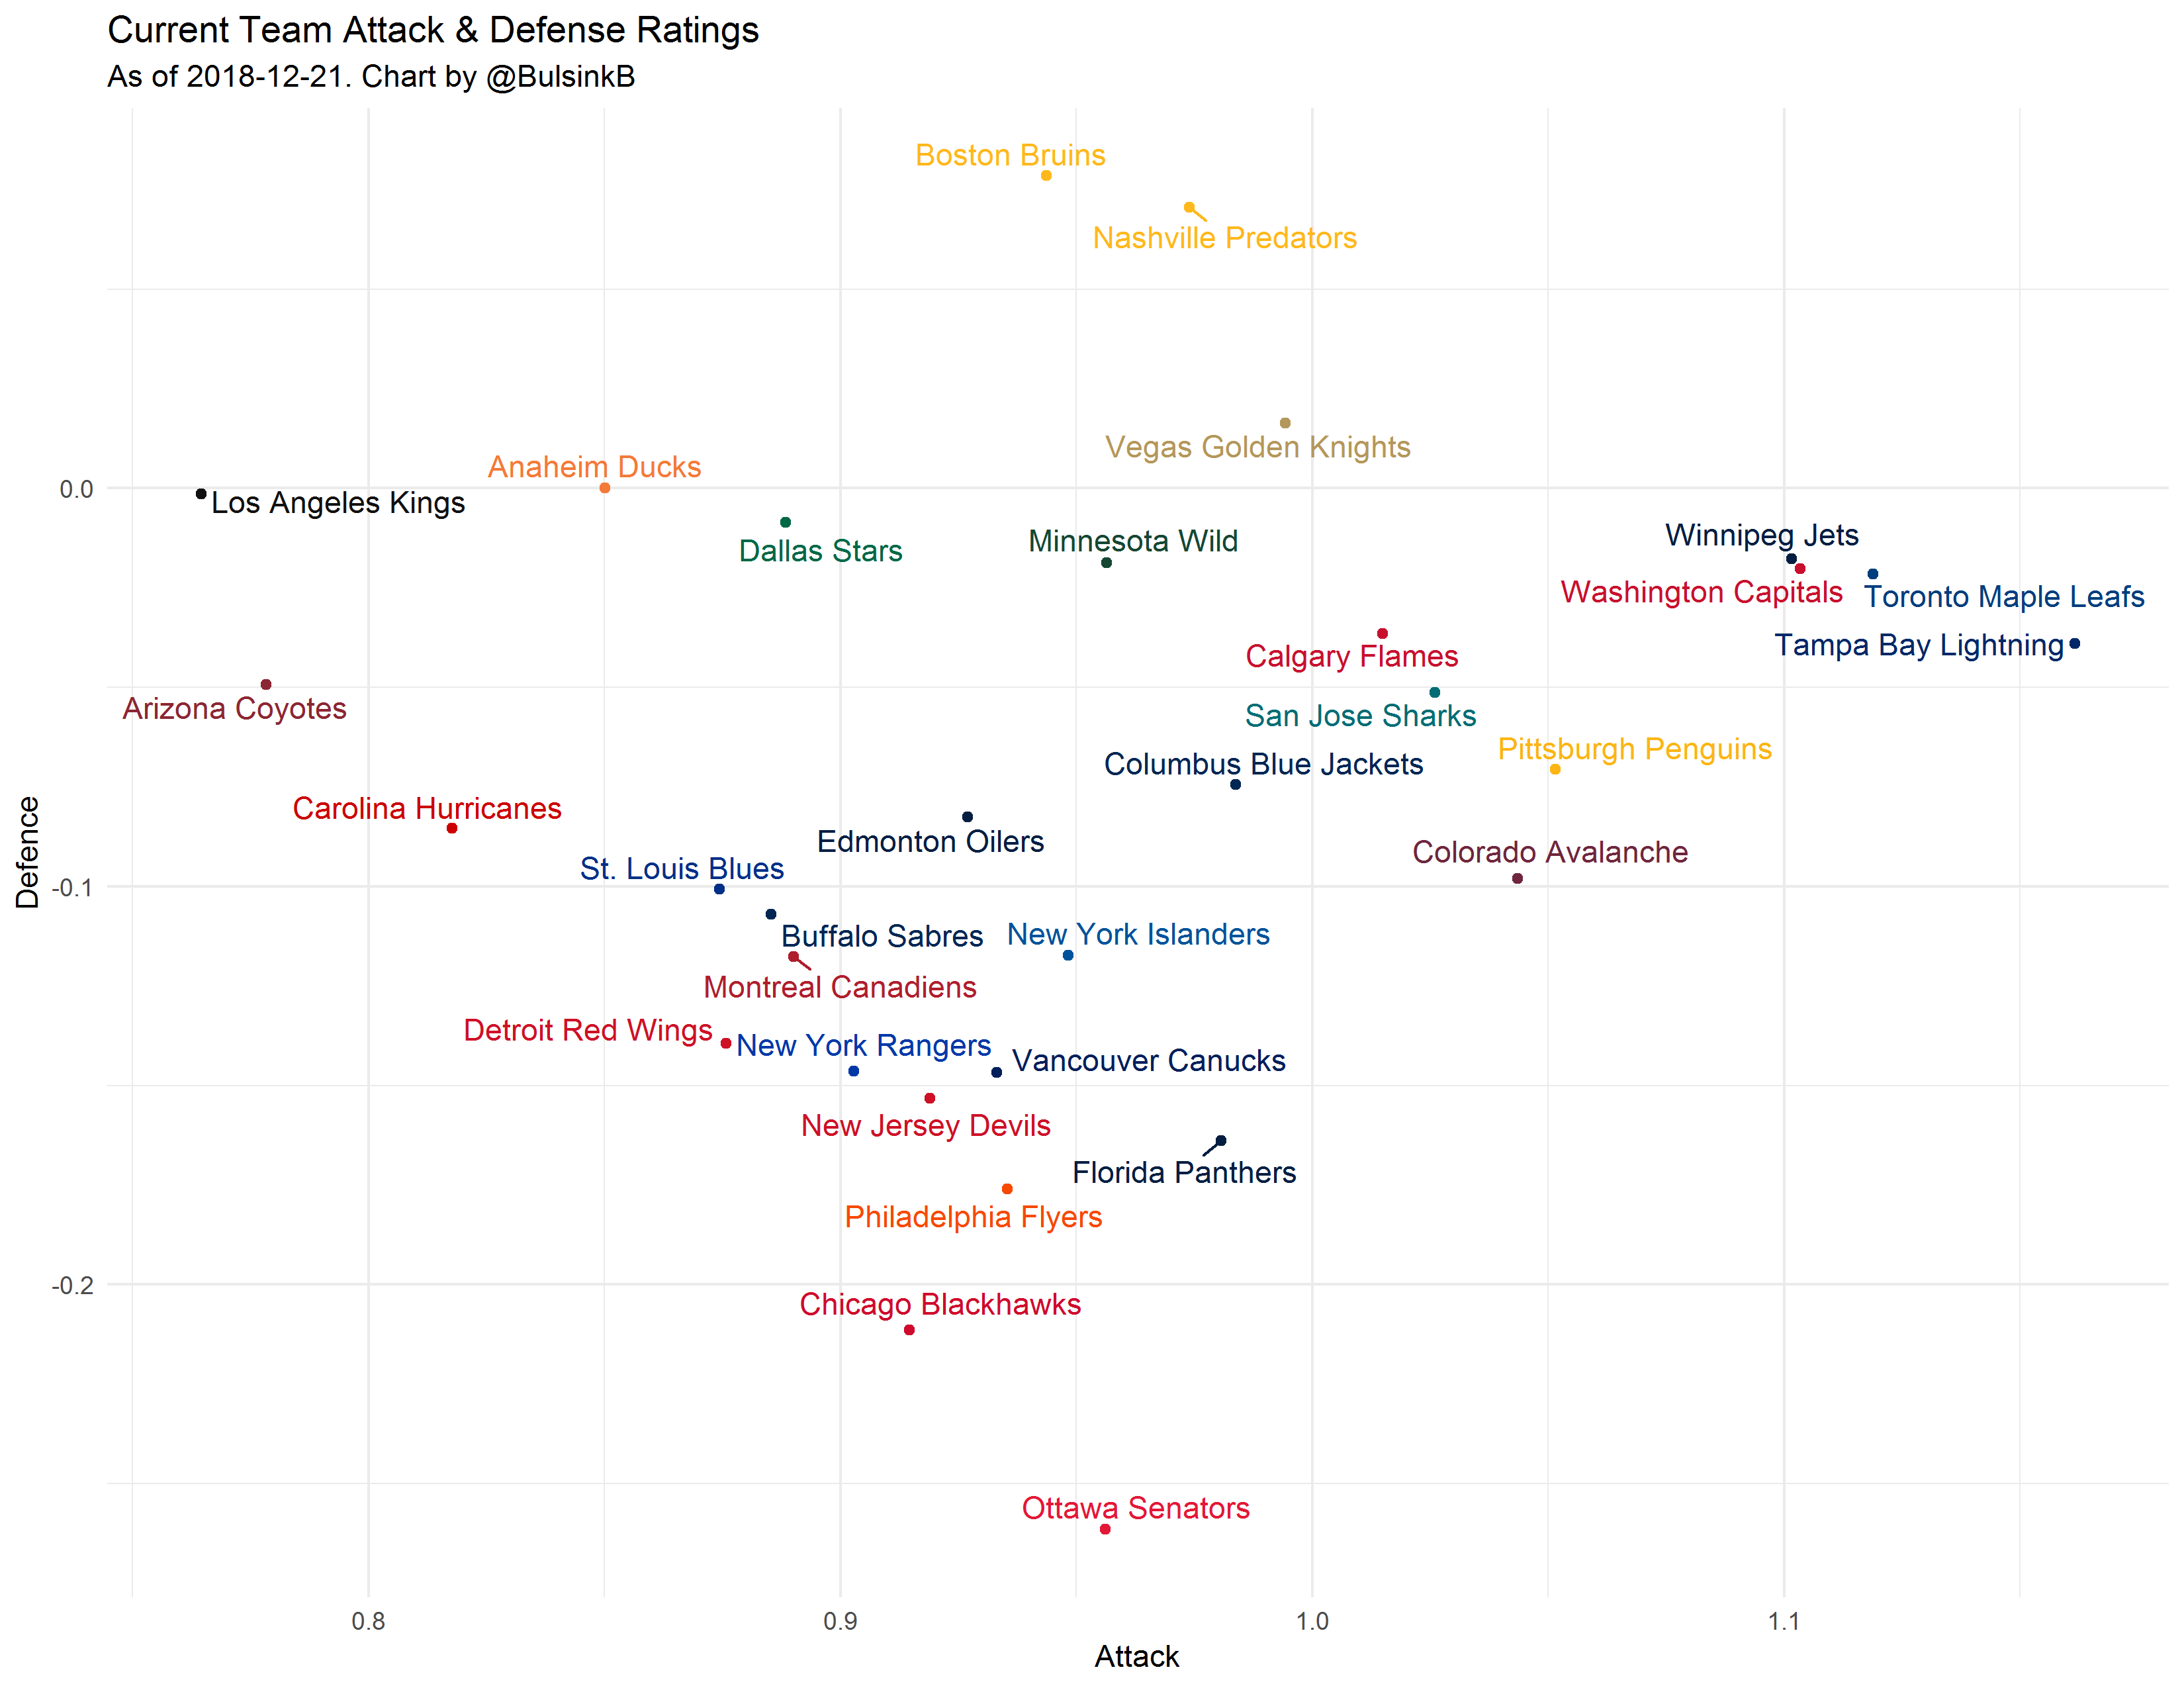 Current Team Attack & Defense Ratings
As of 2018-12-21. Chart by @BulsinkB
Boston Bruins
Nashville Predators
Vegas Golden Knights
Anaheim Ducks
0.0
Los Angeles Kings
Winnipeg Jets
Minnesota Wild
Dallas Stars
Washington Capitals
Toronto Maple Leafs
Tampa Bay Lightning
Calgary Flames
Arizona Coyotes
San Jose Sharks
Pittsburgh Penguins
Columbus Blue Jackets
Carolina Hurricanes
Edmonton Oilers
Colorado Avalanche
Defence
St. Louis Blues
-0.1
New York Islanders
Buffalo Sabres
Montreal Canadiens
Detroit Red Wings
New York Rangers
Vancouver Canucks
New Jersey Devils
Florida Panthers
Philadelphia Flyers
-0.2
Chicago Blackhawks
Ottawa Senators
0.8
0.9
1.0
1.1
Attack